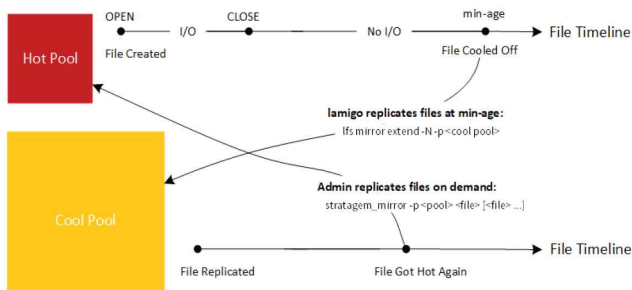 OPEN
I/O
CLOSE
No I/O
min-age
File Timeline
Hot Pool
File Created
File Cooled Off
lamigo replicates files at min-age:
lfs mirror extend -N -p <cool pool>
Admin replicates files on demand:
stratagem_mirror -p <pool> <file> [<file> ...]
Cool Pool
File Timeline
File Replicated
File Got Hot Again